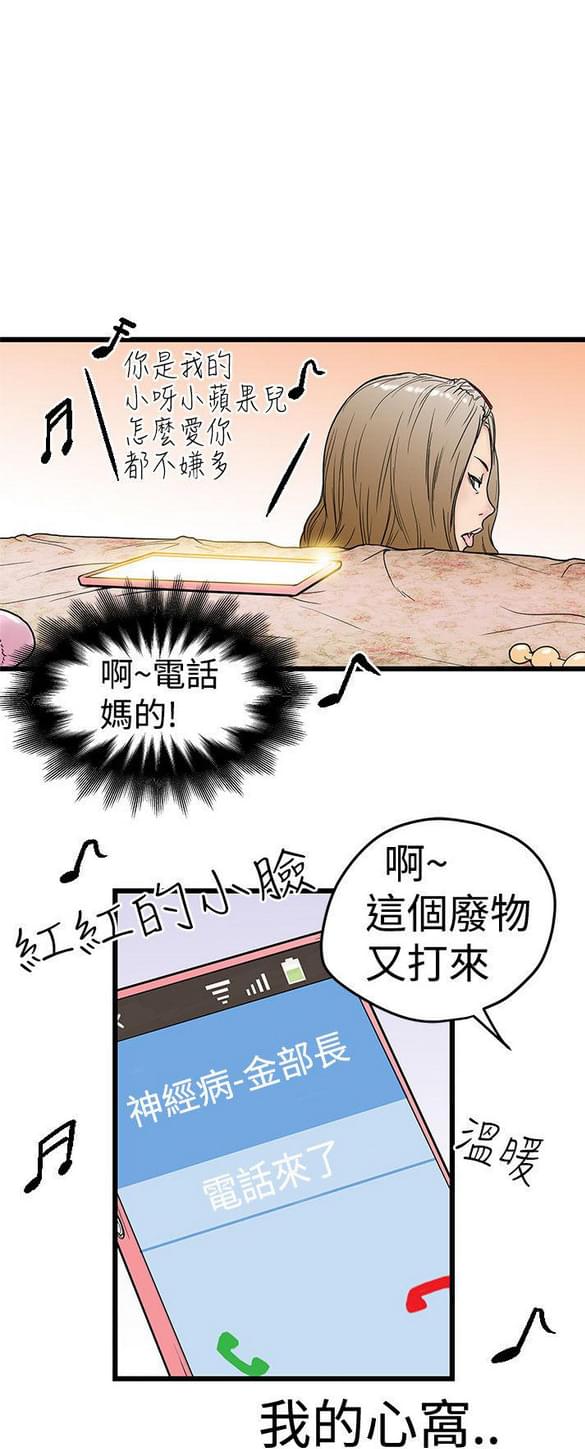 你是我的
小呀小蘋果兒
怎麼愛你
都不嫌多
啊~電話
媽的!
紅紅的小臉
啊~
這個廢物
又打來
神經病-金部長
電話來了
溫暖
我的心窩..